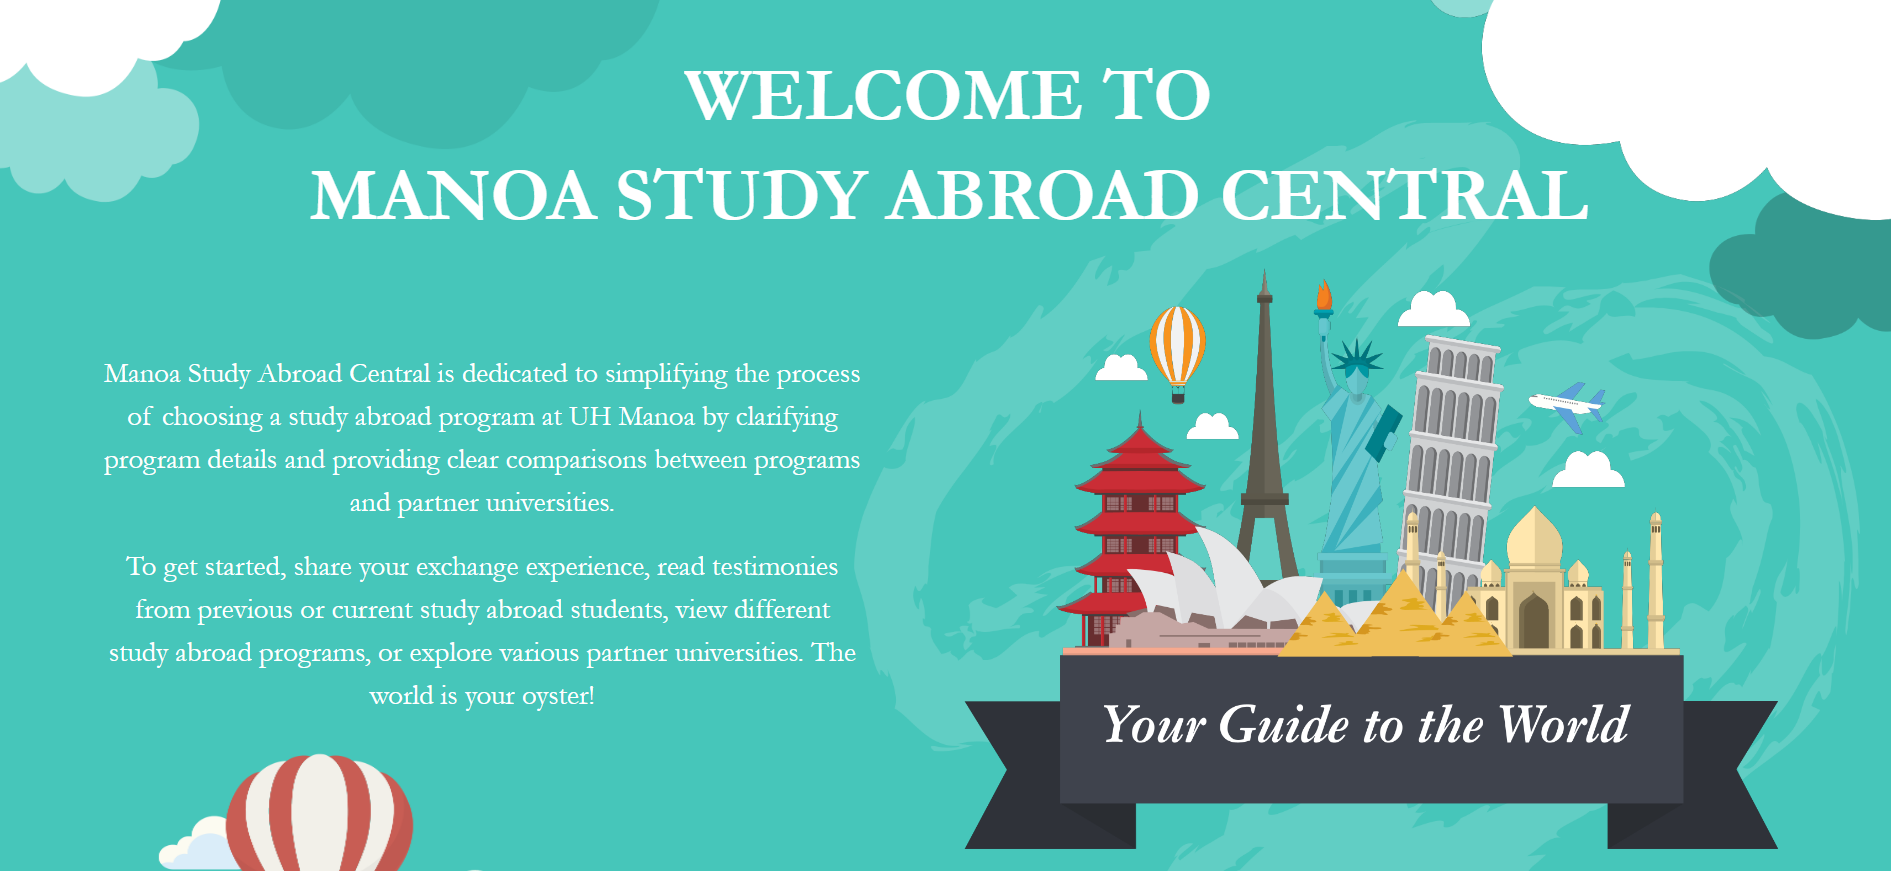 WELCOME TO
MANOA STUDY ABROAD CENTRAL
Manoa Study Abroad Central is dedicated to simplifying the process
of choosing a study abroad program at UH Manoa by clarifying
program details and providing clear comparisons between programs
and partner universities.
To get started, share your exchange experience, read testimonies
from previous or current study abroad students, view different
study abroad programs, or explore various partner universities. The
world is your oyster!
Your Guide to the World